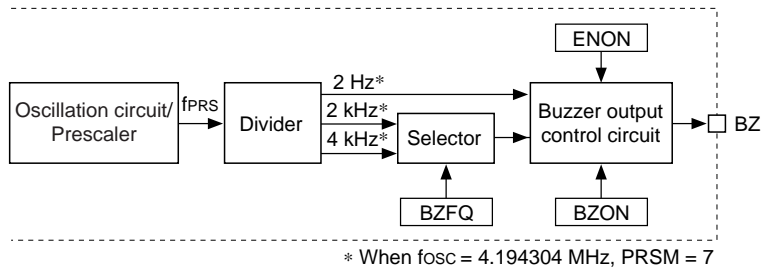 ENON
2 Hz*
Oscillation circuit/
Prescaler
fPRS
Divider
2 kHz*
4 kHz*
Selector
Buzzer output
control circuit
BZ
BZFQ
BZON
* When fOSC = 4.194304 MHz, PRSM = 7